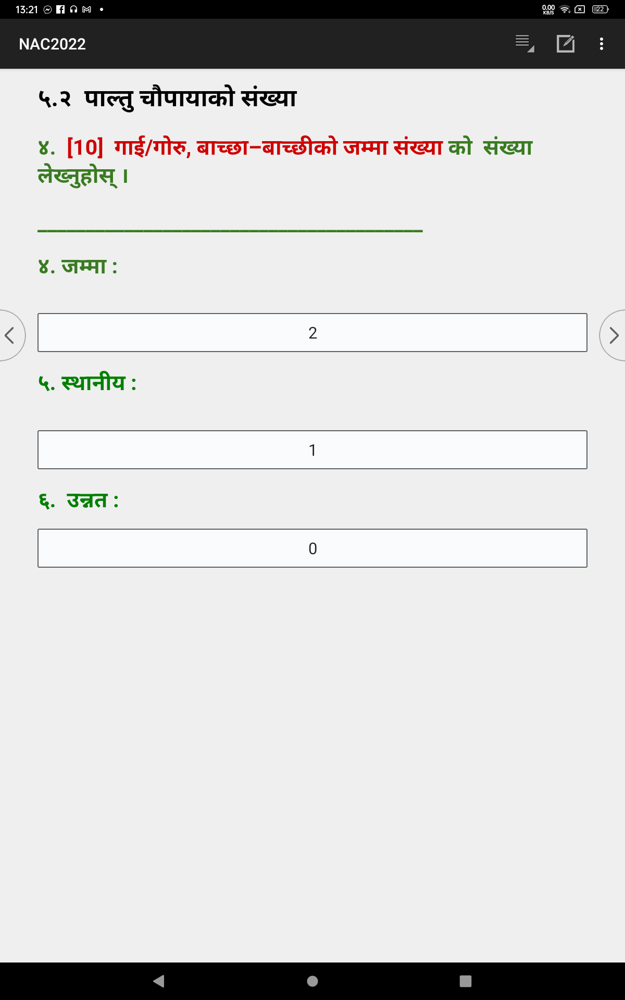 13:21
0.00
KB/S
22
NAC2022
५.२ पाल्तु चौपायाको संख्या
४. [10] गाई/गोरु, बाच्छा–बाच्छीको जम्मा संख्या को संख्या
लेख्नुहोस् ।
________________________________________
४. जम्मा :
2
५. स्थानीय :
1
६. उन्नत :
0